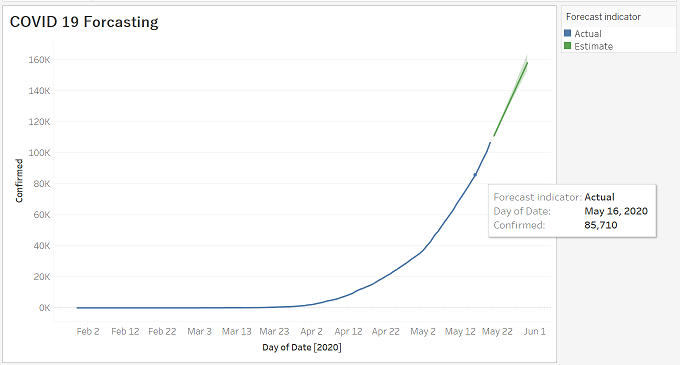 COVID 19 Forcasting
Forecast indicator
Actual
Estimate
160K
140K
120K
100K
80K
60K
40K
20K
0K
Confirmed
Forecast indicator: Actual
Day of Date: May 16, 2020
Confirmed: 85,710
Feb 2 Feb 12 Feb 22 Mar 3 Mar 13 Mar 23 Apr 2 Apr 12 Apr 22 May 2 May 12 May 22 Jun 1
Day of Date [2020]